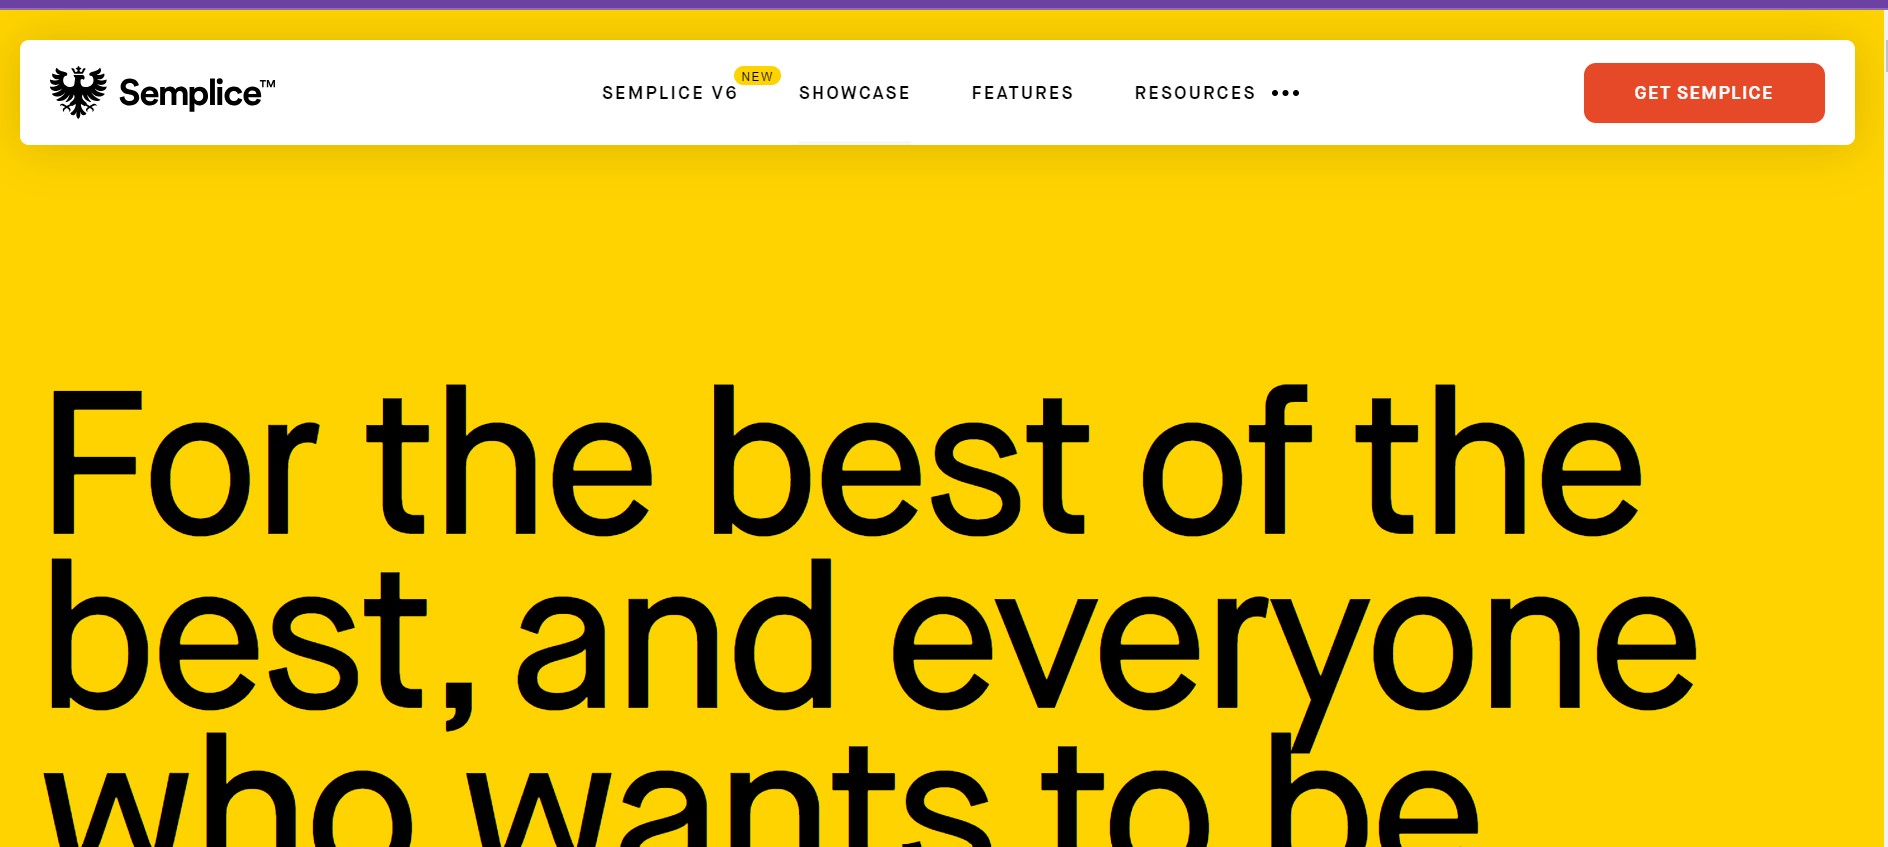 Semplice™
SEMPLICE V6
NEW
SHOWCASE
FEATURES
RESOURCES
GET SEMPLICE
For the best of the
best, and everyone
who wants to be